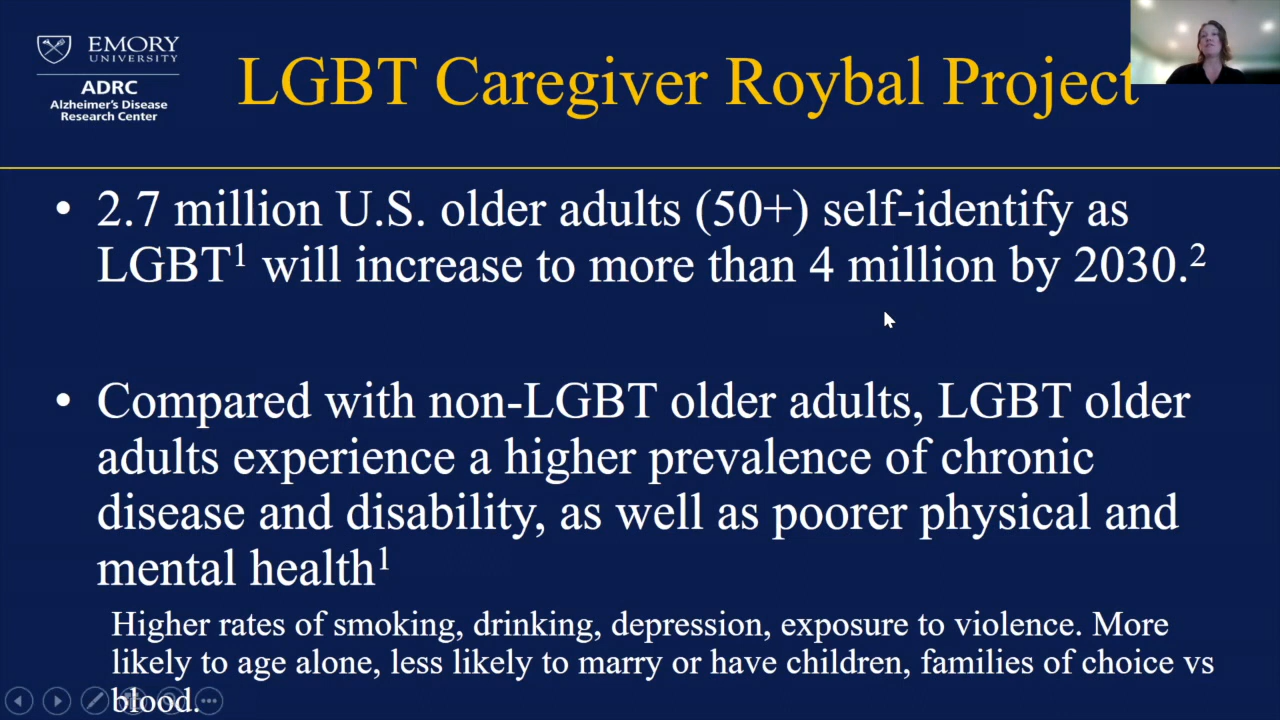 EMORY
UNIVERSITY
ADRC
Alzheimer's Disease
Research Center
LGBT Caregiver Roybal Project
• 2.7 million U.S. older adults (50+) self-identify as
LGBT¹ will increase to more than 4 million by 2030.²
• Compared with non-LGBT older adults, LGBT older
adults experience a higher prevalence of chronic
disease and disability, as well as poorer physical and
mental health¹
Higher rates of smoking, drinking, depression, exposure to violence. More
likely to age alone, less likely to marry or have children, families of choice vs
blood.